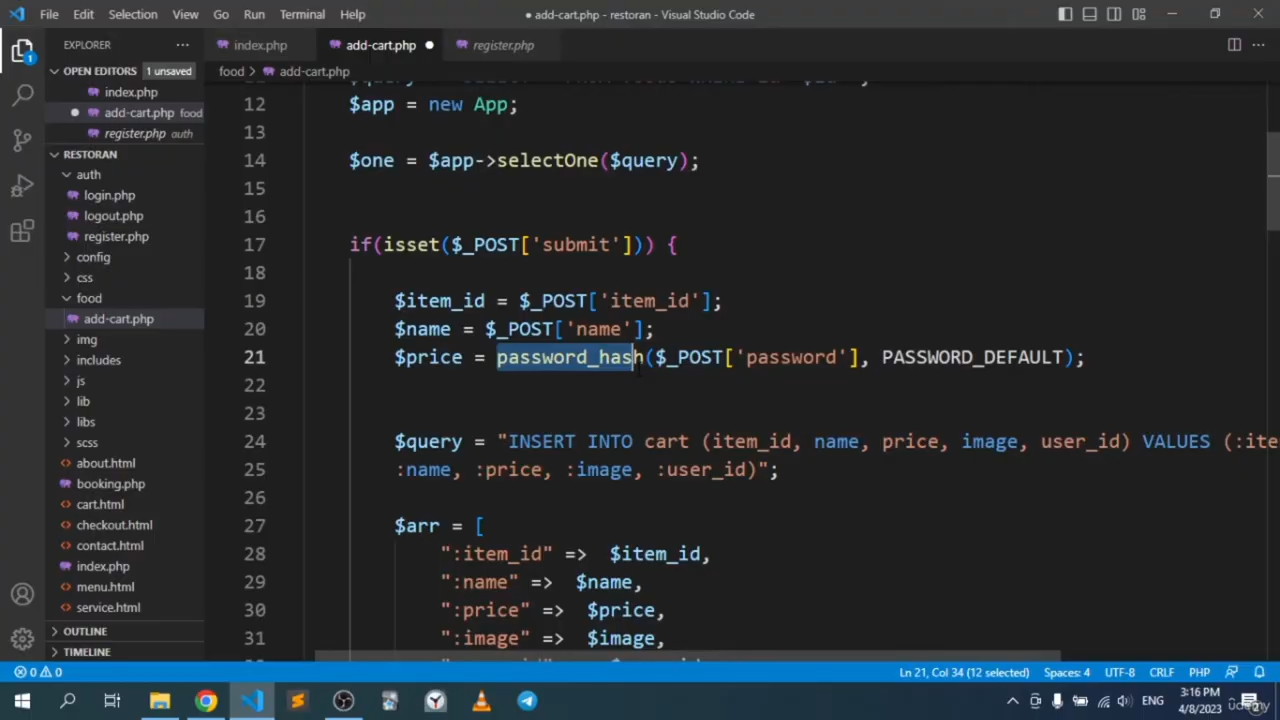 File Edit Selection View Go Run Terminal Help
● add-cart.php - restoran - Visual Studio Code
EXPLORER
index.php
add-cart.php
register.php
OPEN EDITORS 1 unsaved
index.php
add-cart.php food
register.php auth
RESTORAN
auth
login.php
logout.php
register.php
config
css
food
add-cart.php
img
includes
js
lib
libs
scss
about.html
booking.php
cart.html
checkout.html
contact.html
index.php
menu.html
service.html
OUTLINE
TIMELINE
food > add-cart.php
12 $app = new App;
13
14 $one = $app->selectOne($query);
15
16
17 if(isset($_POST['submit'])) {
18
19 $item_id = $_POST['item_id'];
20 $name = $_POST['name'];
21 $price = password_hash($_POST['password'], PASSWORD_DEFAULT);
22
23
24 $query = "INSERT INTO cart (item_id, name, price, image, user_id) VALUES (:ite
25 :name, :price, :image, :user_id)";
26
27 $arr = [
28 ":item_id" => $item_id,
29 ":name" => $name,
30 ":price" => $price,
31 ":image" => $image,
0 0
Ln 21, Col 34 (12 selected) Spaces: 4 UTF-8 CRLF PHP
ENG
3:16 PM
4/8/2023
udemy